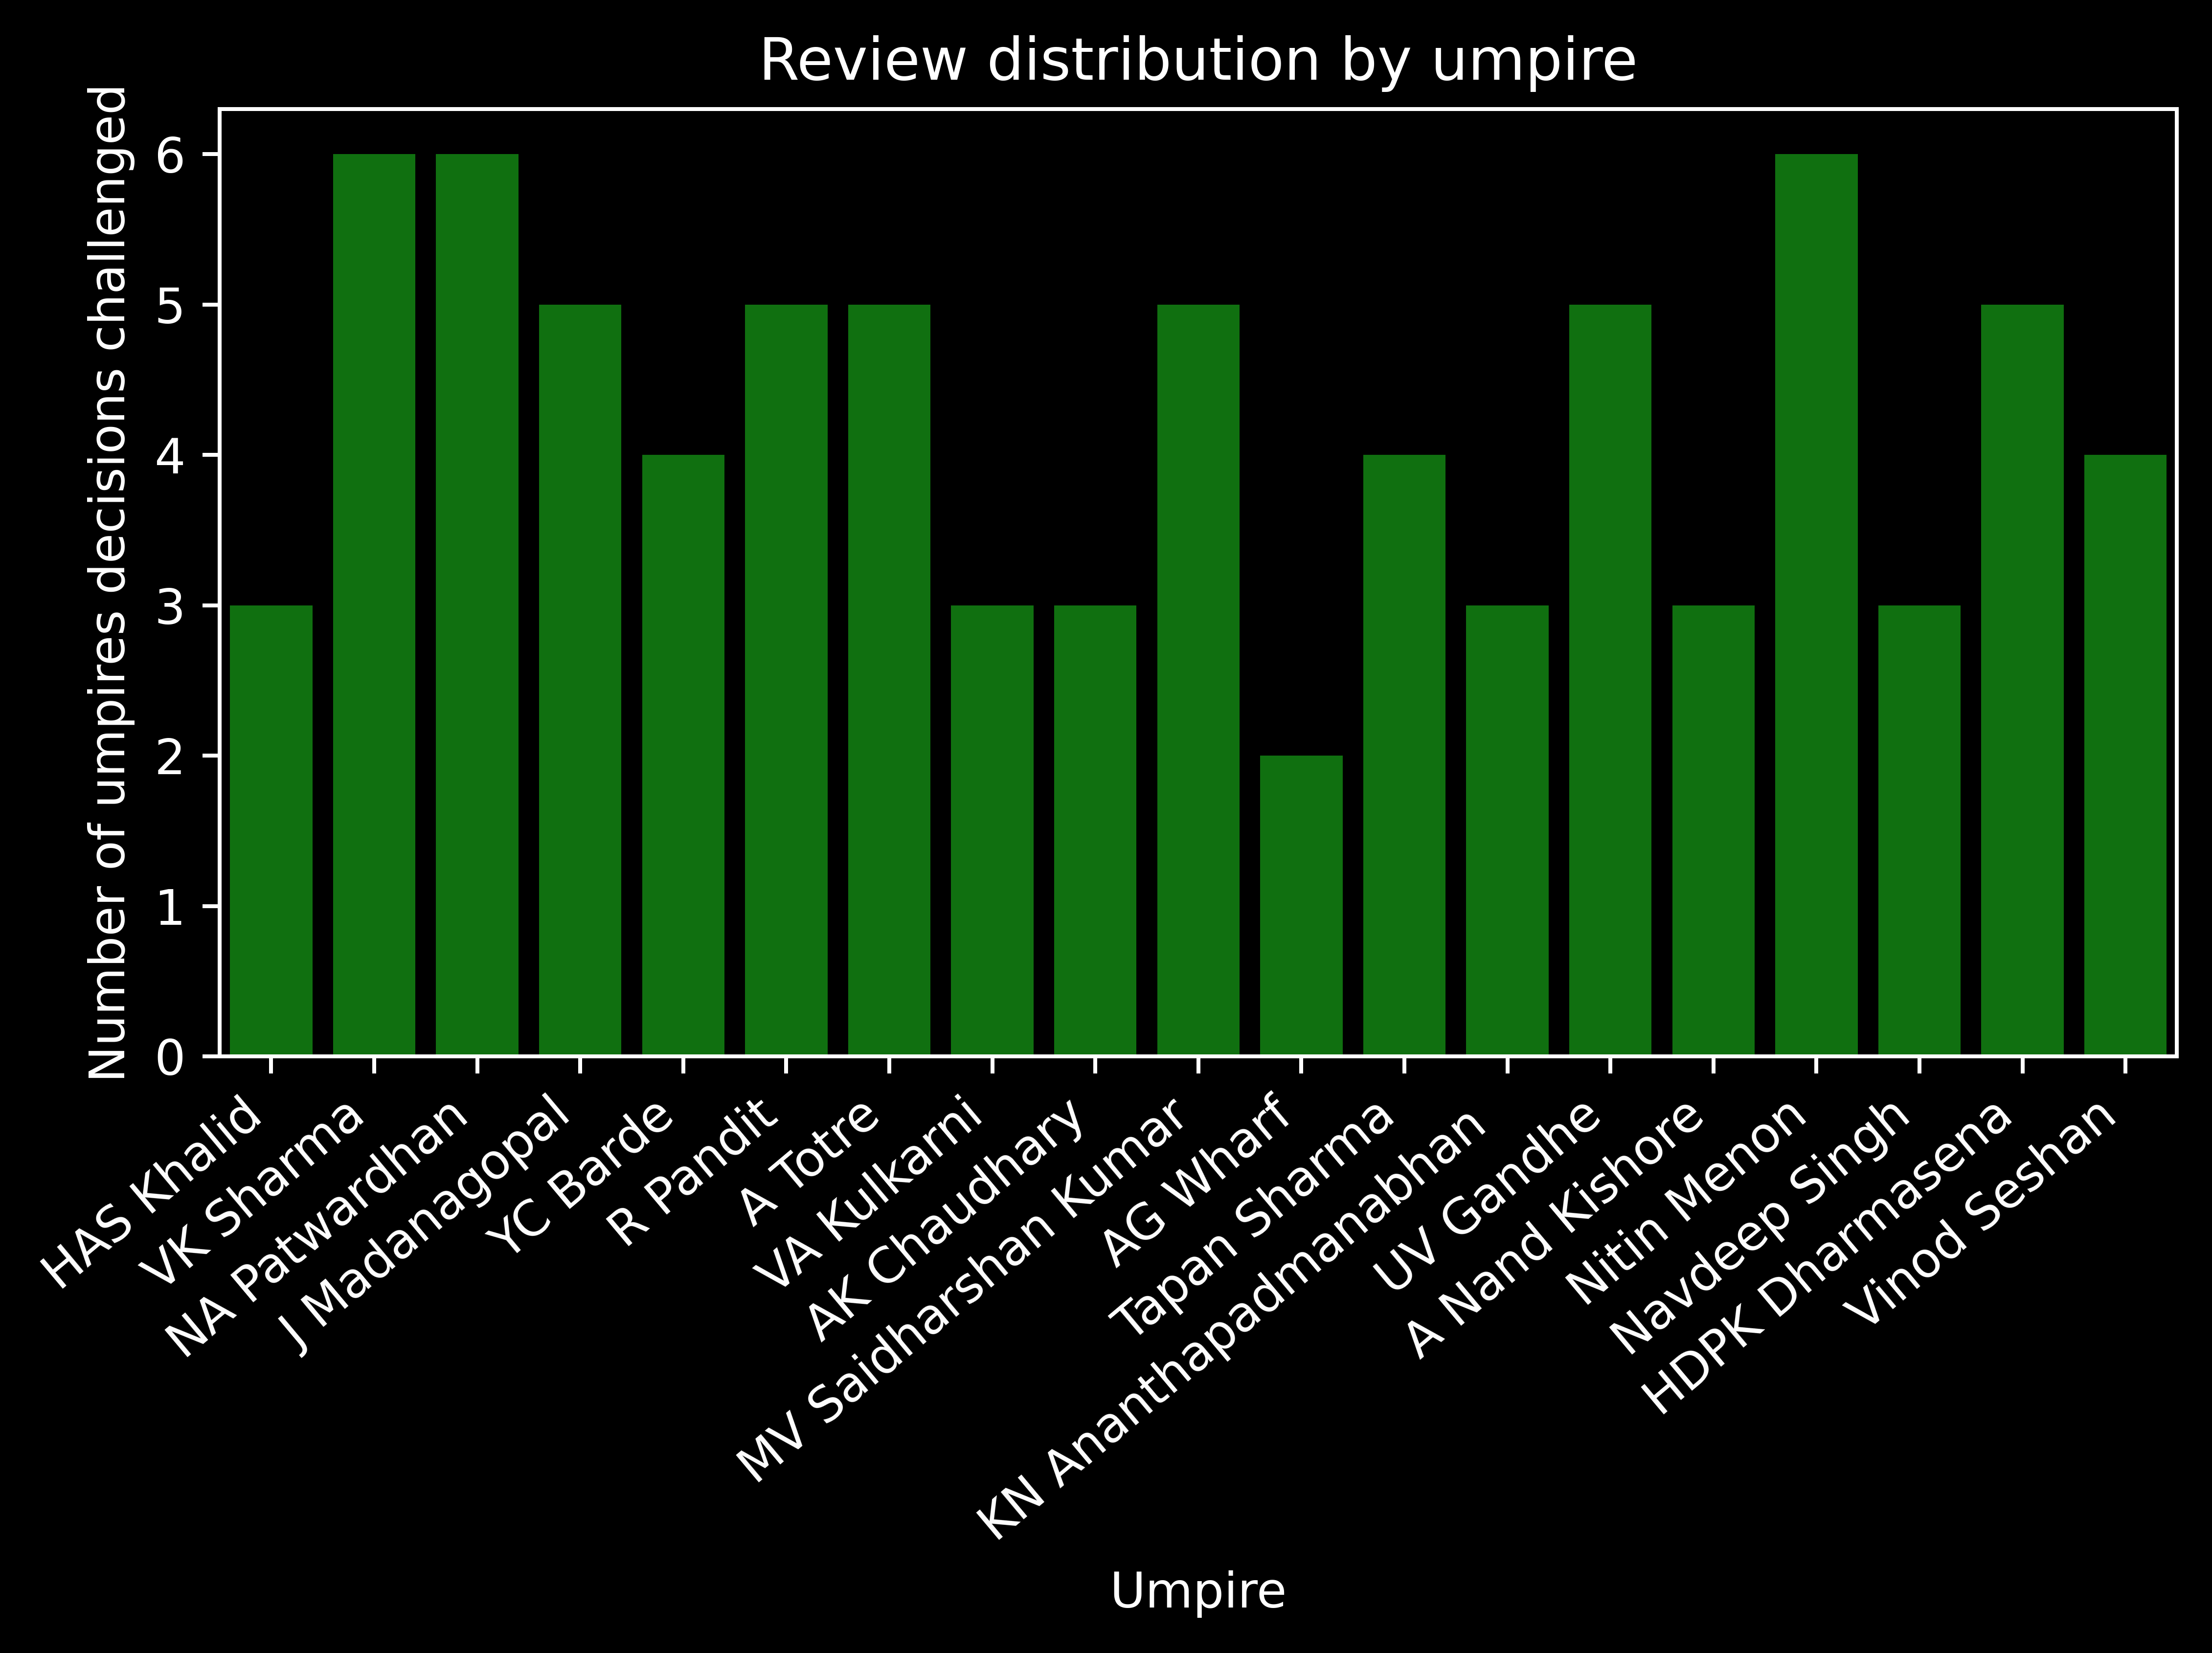 Review distribution by umpire
Number of umpires decisions challenged
6
5
4
3
2
1
0
HAS Khalid
VK Sharma
NA Patwardhan
J Madanagopal
YC Barde
R Pandit
A Totre
VA Kulkarni
AK Chaudhary
MV Saidharshan Kumar
AG Wharf
Tapan Sharma
KN Ananthapadmanabhan
UV Gandhe
A Nand Kishore
Nitin Menon
Navdeep Singh
HDPK Dharmasena
Vinod Seshan
Umpire